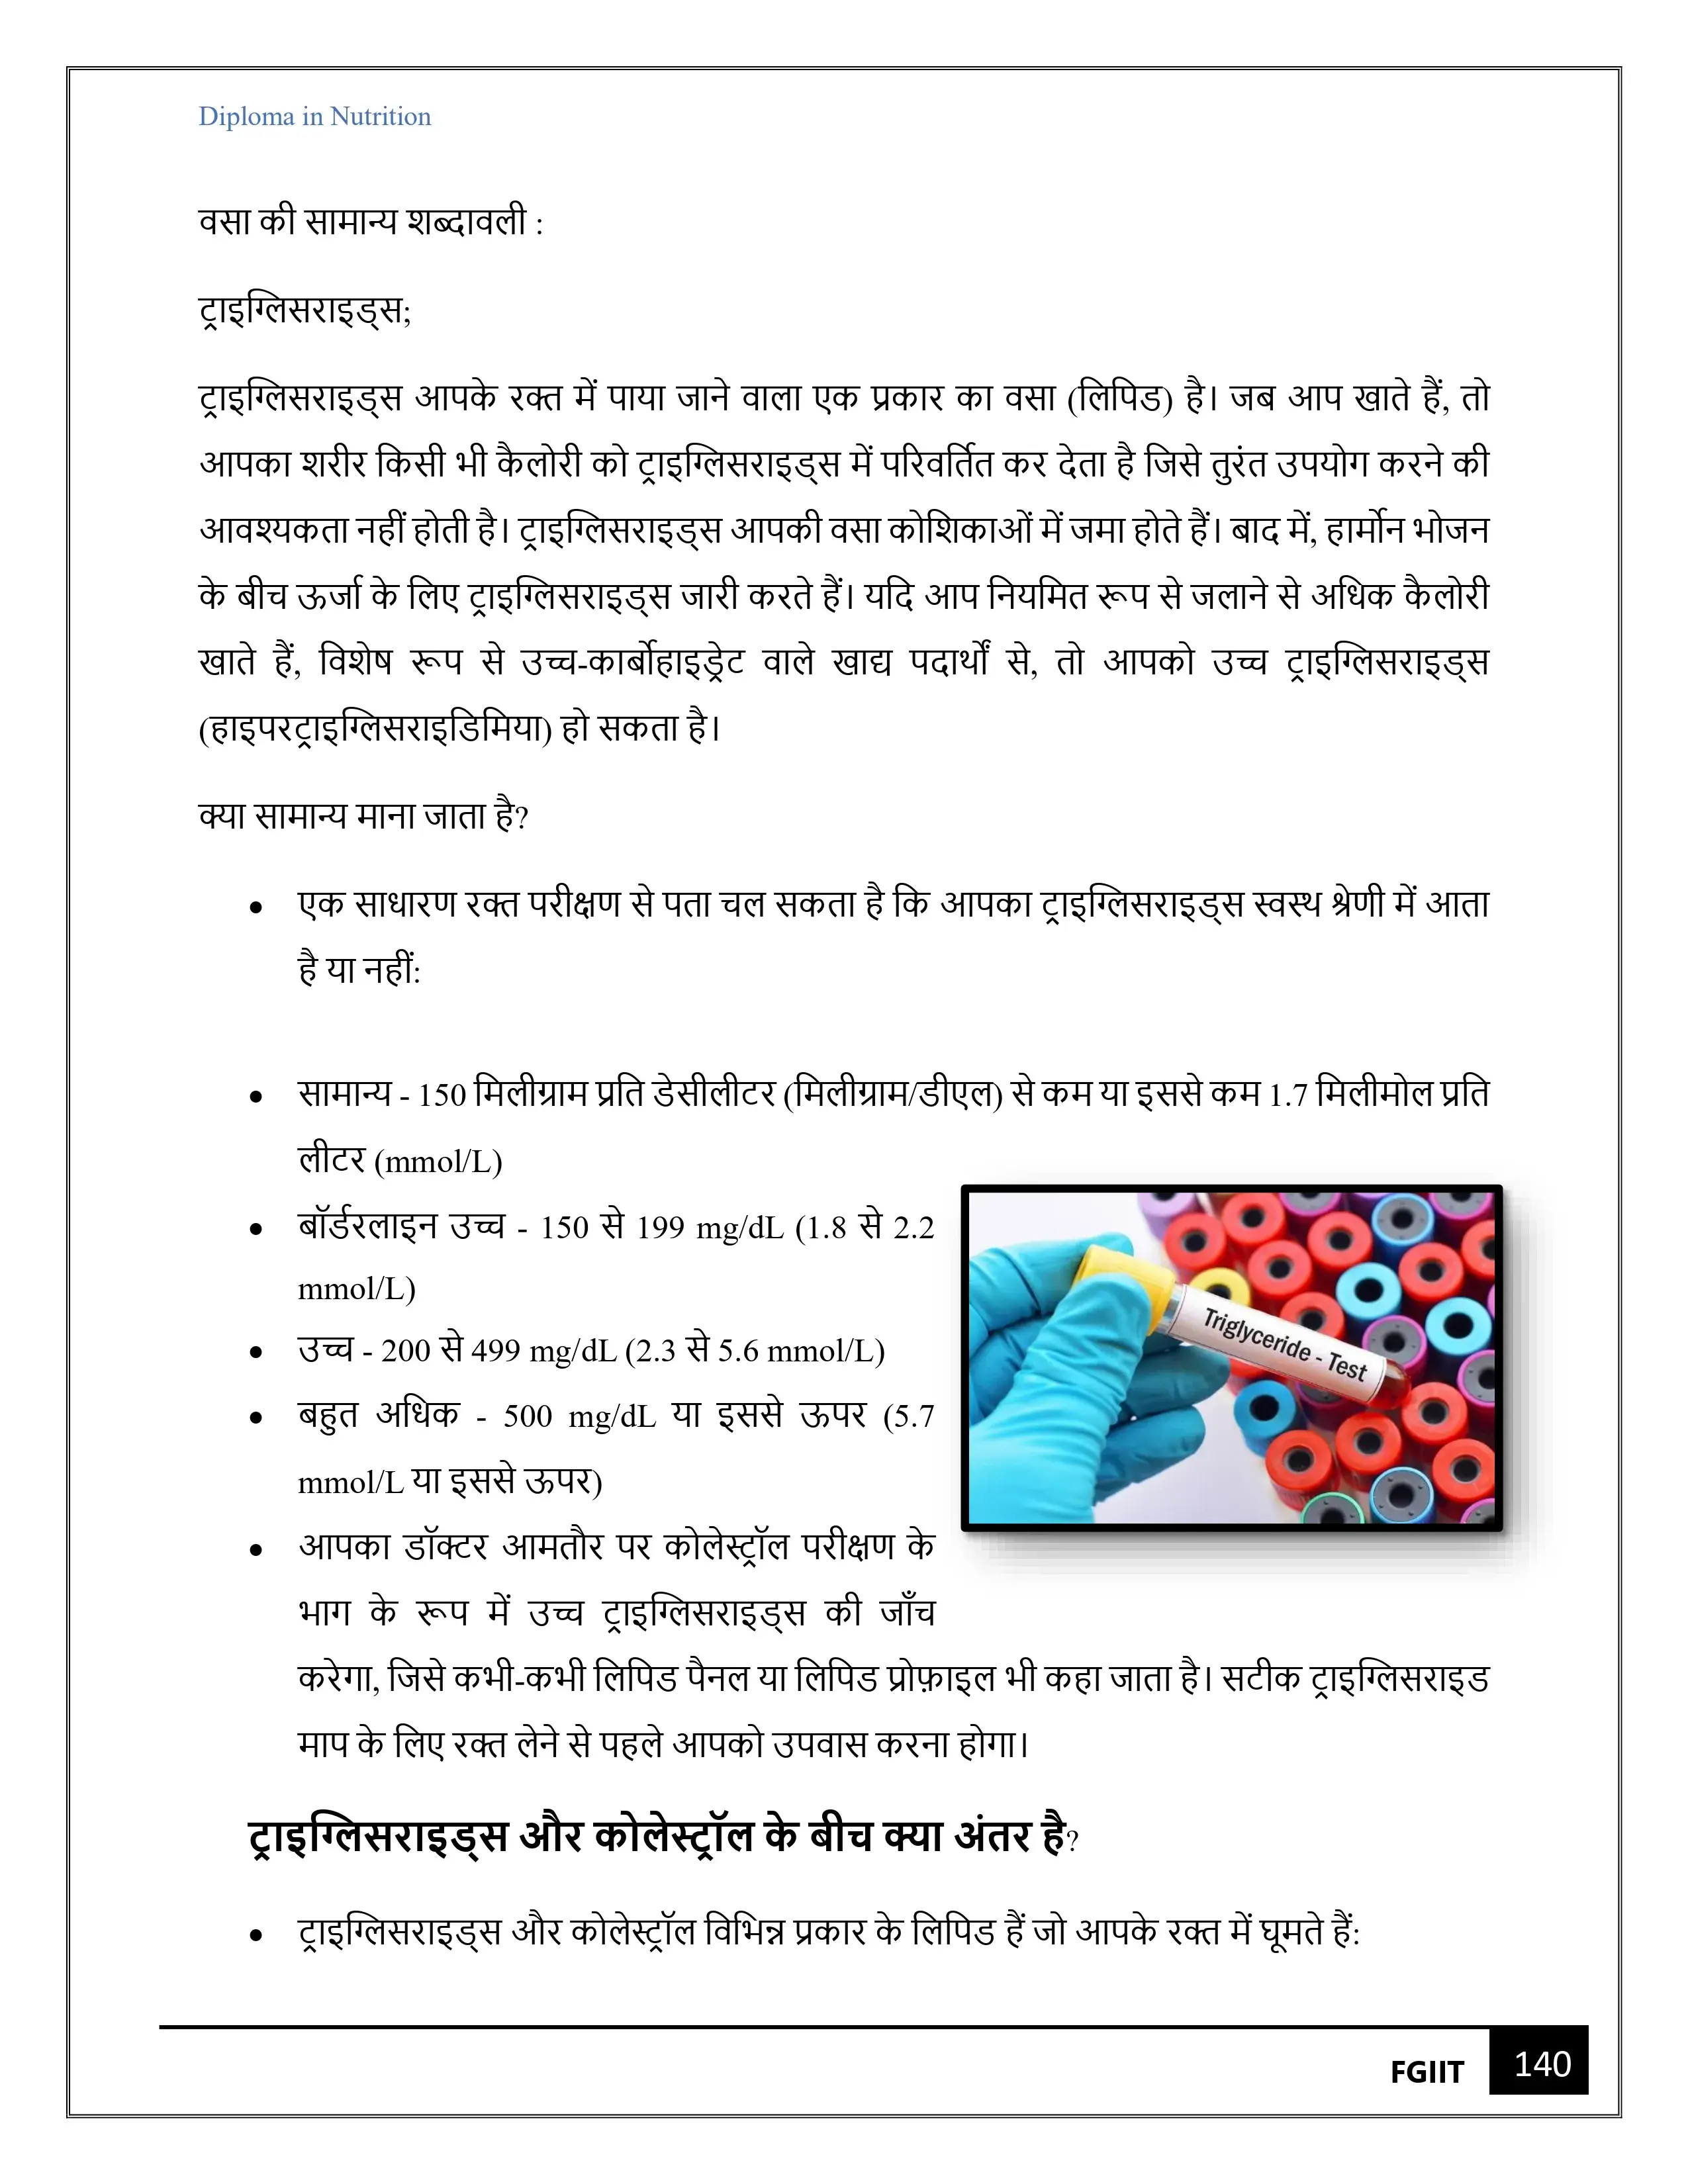 Diploma in Nutrition
वसा की सामान्य शब्दावली :
ट्राइग्लिसराइड्स;
ट्राइग्लिसराइड्स आपके रक्त में पाया जाने वाला एक प्रकार का वसा (लिपिड) है। जब आप खाते हैं, तो
आपका शरीर किसी भी कैलोरी को ट्राइग्लिसराइड्स में परिवर्तित कर देता है जिसे तुरंत उपयोग करने की
आवश्यकता नहीं होती है। ट्राइग्लिसराइड्स आपकी वसा कोशिकाओं में जमा होते हैं। बाद में, हार्मोन भोजन
के बीच ऊर्जा के लिए ट्राइग्लिसराइड्स जारी करते हैं। यदि आप नियमित रूप से जलाने से अधिक कैलोरी
खाते हैं, विशेष रूप से उच्च-कार्बोहाइड्रेट वाले खाद्य पदार्थों से, तो आपको उच्च ट्राइग्लिसराइड्स
(हाइपरट्राइग्लिसराइडिमिया) हो सकता है।
क्या सामान्य माना जाता है?
• एक साधारण रक्त परीक्षण से पता चल सकता है कि आपका ट्राइग्लिसराइड्स स्वस्थ श्रेणी में आता
है या नहीं:
• सामान्य - 150 मिलीग्राम प्रति डेसीलीटर (मिलीग्राम/डीएल) से कम या इससे कम 1.7 मिलीमोल प्रति
लीटर (mmol/L)
• बॉर्डरलाइन उच्च - 150 से 199 mg/dL (1.8 से 2.2
mmol/L)
• उच्च - 200 से 499 mg/dL (2.3 से 5.6 mmol/L)
• बहुत अधिक - 500 mg/dL या इससे ऊपर (5.7
mmol/L या इससे ऊपर)
Triglyceride - Test
• आपका डॉक्टर आमतौर पर कोलेस्ट्रॉल परीक्षण के
भाग के रूप में उच्च ट्राइग्लिसराइड्स की जाँच
करेगा, जिसे कभी-कभी लिपिड पैनल या लिपिड प्रोफ़ाइल भी कहा जाता है। सटीक ट्राइग्लिसराइड
माप के लिए रक्त लेने से पहले आपको उपवास करना होगा।
ट्राइग्लिसराइड्स और कोलेस्ट्रॉल के बीच क्या अंतर है?
• ट्राइग्लिसराइड्स और कोलेस्ट्रॉल विभिन्न प्रकार के लिपिड हैं जो आपके रक्त में घूमते हैं:
FGIIT 140